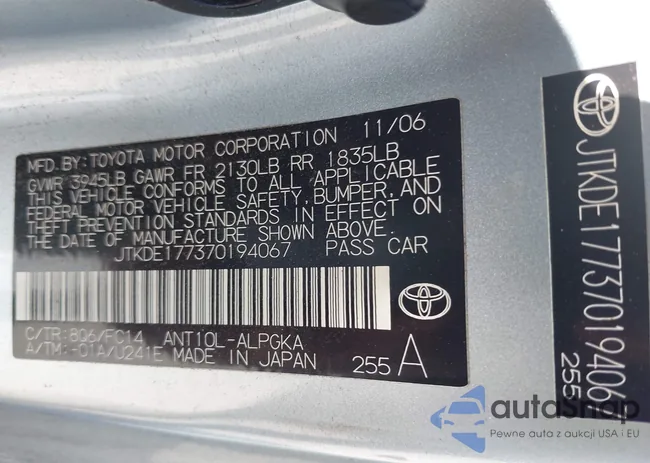 MFD.BY:TOYOTA MOTOR CORPORATION 11/06
GVWR 3945LB GAWR FR 2130LB RR 1835LB
THIS VEHICLE CONFORMS TO ALL APPLICABLE
FEDERAL MOTOR VEHICLE SAFETY,BUMPER,AND
THEFT PREVENTION STANDARDS IN EFFECT ON
THE DATE OF MANUFACTURE SHOWN ABOVE.
JTKDE177370194067 PASS CAR
C/TR:8Q6/FC14 ANT10L-ALPGKA
A/TM:-01A/U241E MADE IN JAPAN 255 A
JTKDE17737019406
255
autoSnap
Pewne auta z aukcji USA i EU